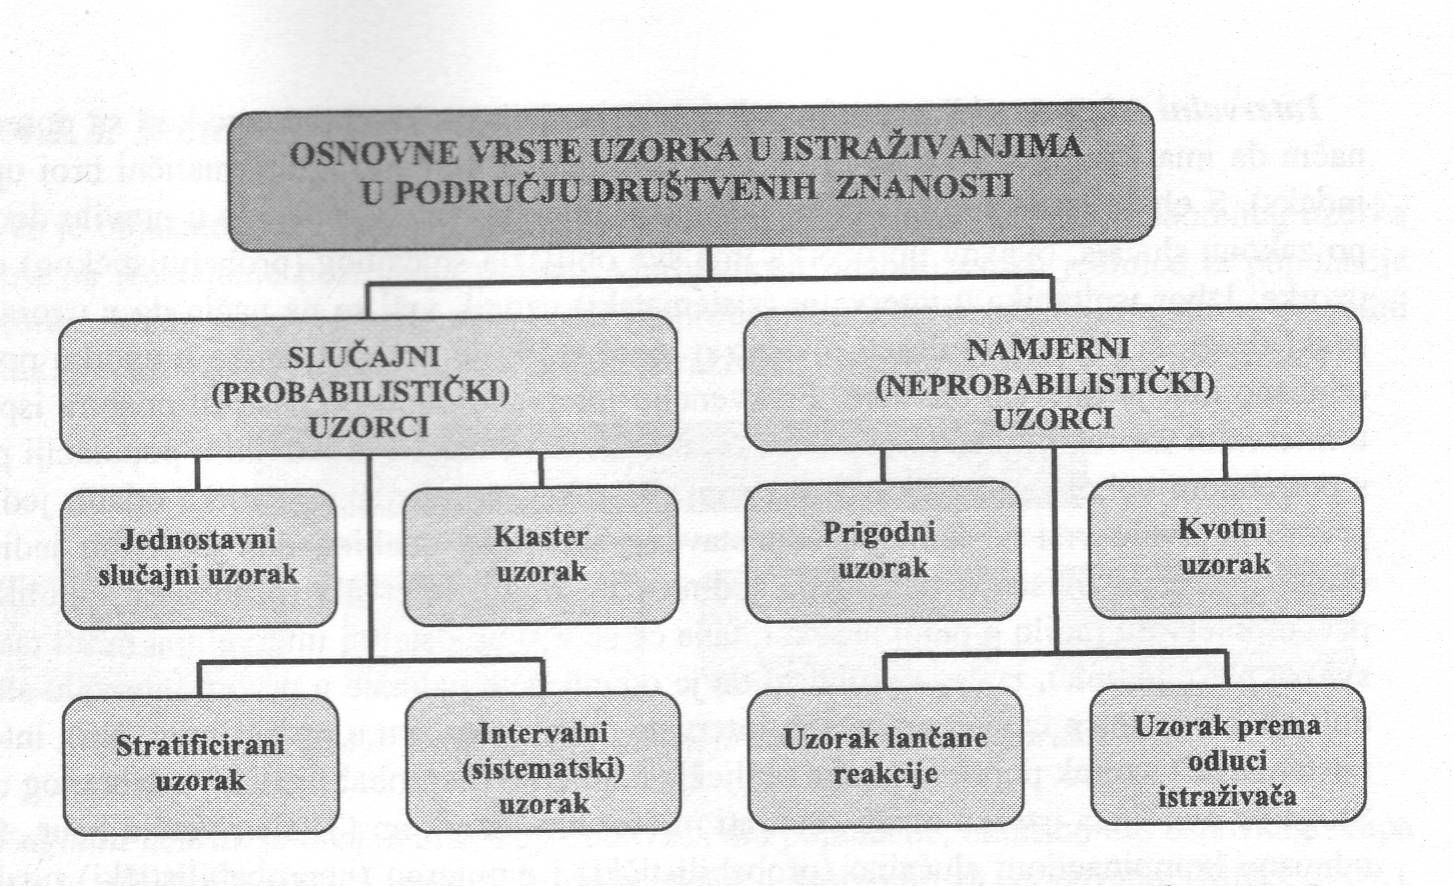 OSNOVNE VRSTE UZORKA U ISTRAŽIVANJIMA
U PODRUČJU DRUŠTVENIH ZNANOSTI
SLUČAJNI
(PROBABILISTIČKI)
UZORCI
NAMJERNI
(NEPROBABILISTIČKI)
UZORCI
Jednostavni
slučajni uzorak
Klaster
uzorak
Prigodni
uzorak
Kvotni
uzorak
Stratificirani
uzorak
Intervalni
(sistematski)
uzorak
Uzorak lančane
reakcije
Uzorak prema
odluci
istraživača